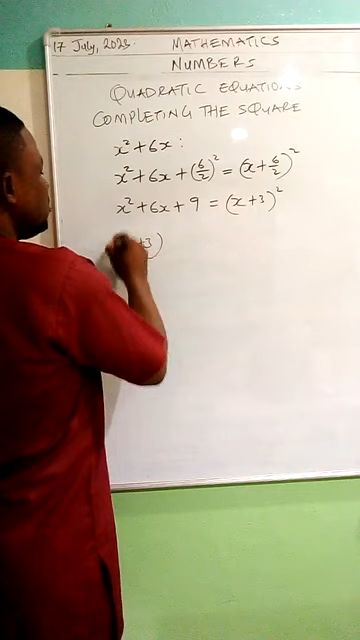 17 July, 2023. MATHEMATICS
NUMBERS
QUADRATIC EQUATIONS
COMPLETING THE SQUARE
x² + 6x :
x² + 6x + (6/2)² = (x + 6/2)²
x² + 6x + 9 = (x + 3)²
+3)